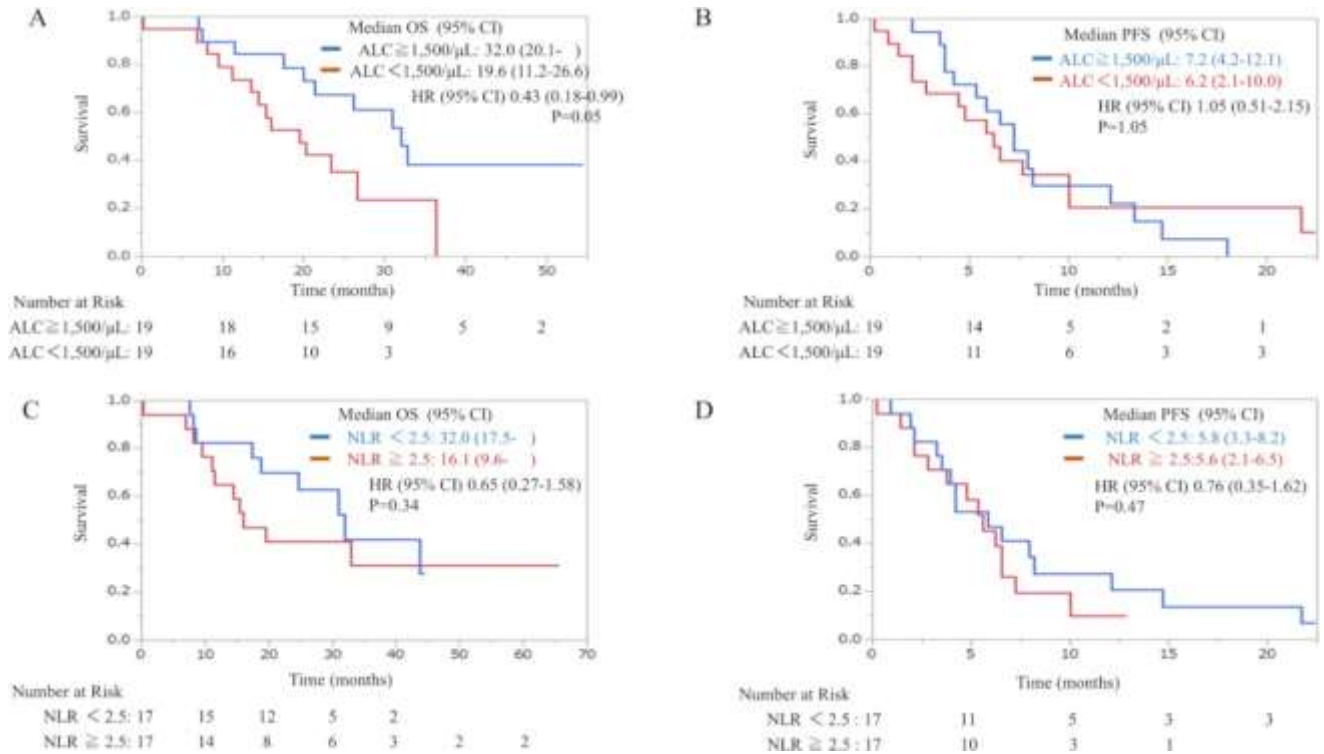 A
Median OS (95% CI)
ALC≧1,500/μL: 32.0 (20.1- )
ALC<1,500/μL: 19.6 (11.2-26.6)
HR (95% CI) 0.43 (0.18-0.99)
P=0.05
Survival
1.0
0.8
0.6
0.4
0.2
0.0
0 10 20 30 40 50
Time (months)
Number at Risk
ALC≧1,500/μL: 19 18 15 9 5 2
ALC<1,500/μL: 19 16 10 3
B
Median PFS (95% CI)
ALC≧1,500/μL: 7.2 (4.2-12.1)
ALC<1,500/μL: 6.2 (2.1-10.0)
HR (95% CI) 1.05 (0.51-2.15)
P=1.05
Survival
1.0
0.8
0.6
0.4
0.2
0.0
0 5 10 15 20
Time (months)
Number at Risk
ALC≧1,500/μL: 19 14 5 2 1
ALC<1,500/μL: 19 11 6 3 3
C
Median OS (95% CI)
NLR < 2.5: 32.0 (17.5- )
NLR ≧ 2.5: 16.1 (9.6- )
HR (95% CI) 0.65 (0.27-1.58)
P=0.34
Survival
1.0
0.8
0.6
0.4
0.2
0.0
0 10 20 30 40 50 60 70
Time (months)
Number at Risk
NLR < 2.5: 17 15 12 5 2
NLR ≧ 2.5: 17 14 8 6 3 2 2
D
Median PFS (95% CI)
NLR < 2.5: 5.8 (3.3-8.2)
NLR ≧ 2.5:5.6 (2.1-6.5)
HR (95% CI) 0.76 (0.35-1.62)
P=0.47
Survival
1.0
0.8
0.6
0.4
0.2
0.0
0 5 10 15 20
Time (months)
Number at Risk
NLR < 2.5 : 17 11 5 3 3
NLR ≧ 2.5 : 17 10 3 1